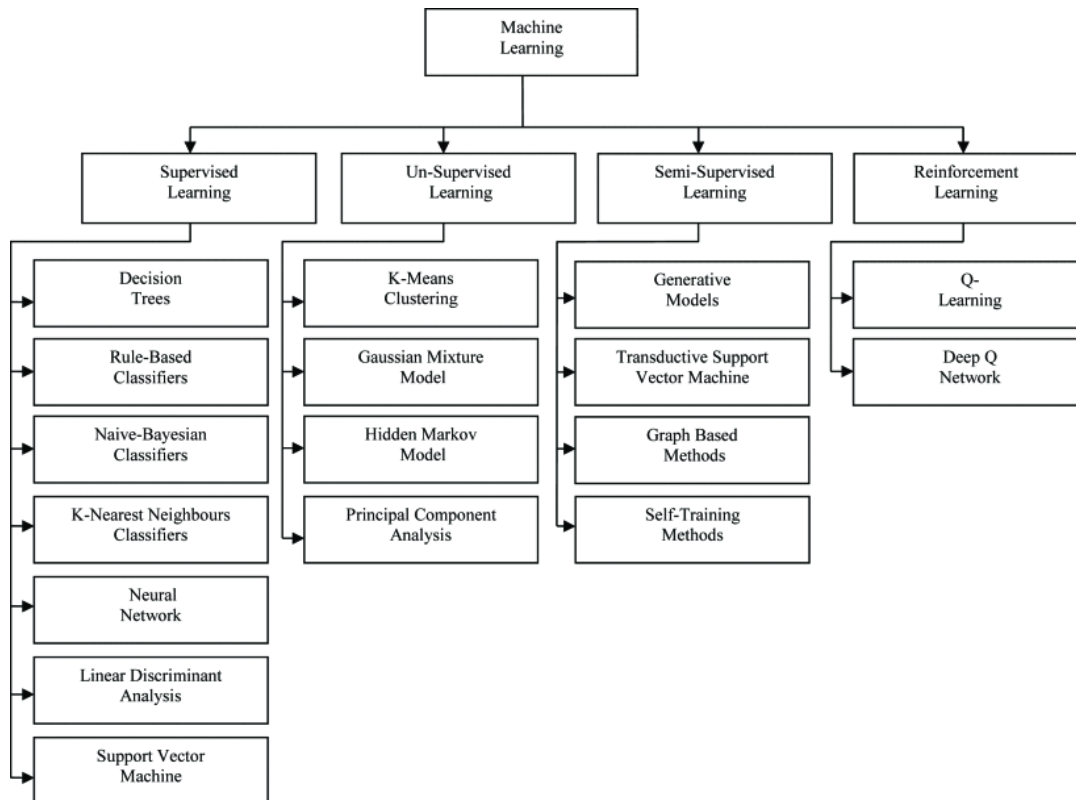 Machine
Learning
Supervised
Learning
Un-Supervised
Learning
Semi-Supervised
Learning
Reinforcement
Learning
Decision
Trees
Rule-Based
Classifiers
Naive-Bayesian
Classifiers
K-Nearest Neighbours
Classifiers
Neural
Network
Linear Discriminant
Analysis
Support Vector
Machine
K-Means
Clustering
Gaussian Mixture
Model
Hidden Markov
Model
Principal Component
Analysis
Generative
Models
Transductive Support
Vector Machine
Graph Based
Methods
Self-Training
Methods
Q-
Learning
Deep Q
Network